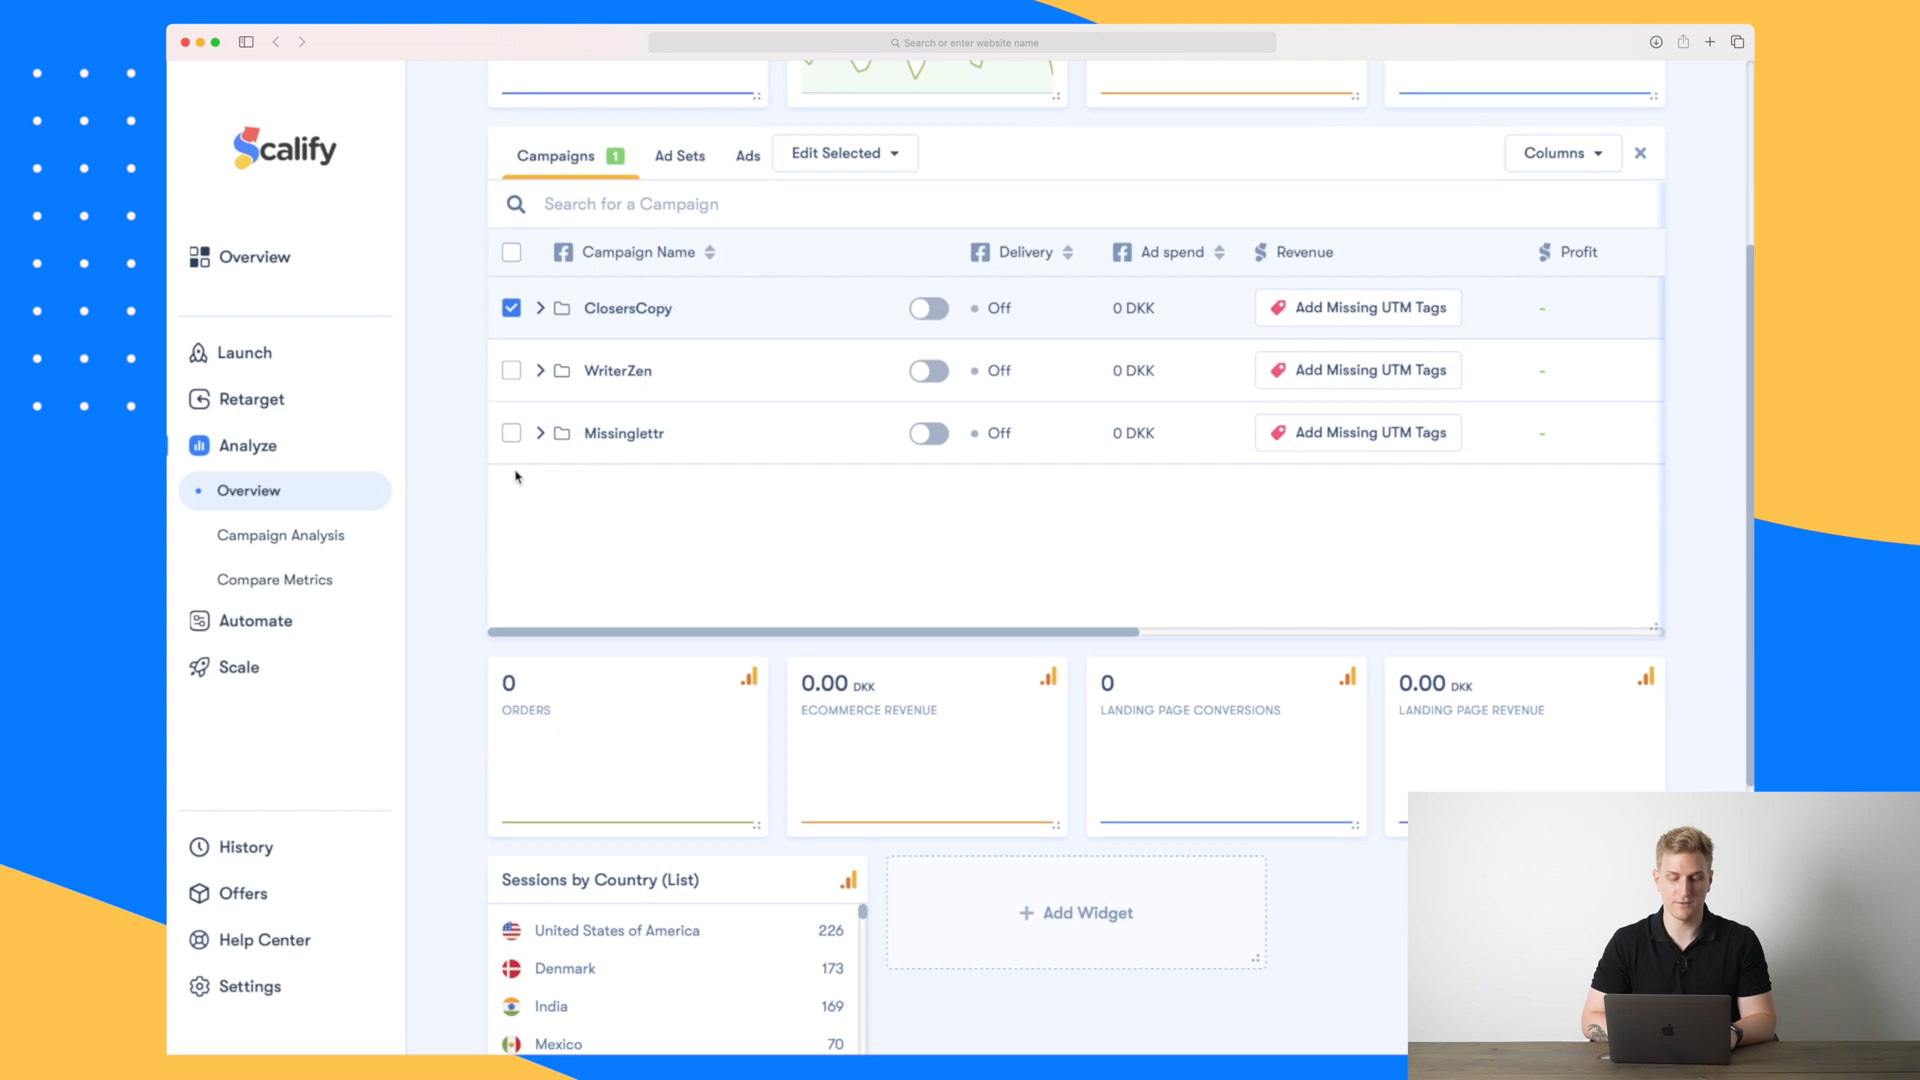 Search or enter website name
Scalify
Overview
Launch
Retarget
Analyze
Overview
Campaign Analysis
Compare Metrics
Automate
Scale
History
Offers
Help Center
Settings
Campaigns 1 Ad Sets Ads Edit Selected Columns
Search for a Campaign
Campaign Name Delivery Ad spend Revenue Profit
ClosersCopy Off 0 DKK Add Missing UTM Tags -
WriterZen Off 0 DKK Add Missing UTM Tags -
Missinglettr Off 0 DKK Add Missing UTM Tags -
0
ORDERS
0.00 DKK
ECOMMERCE REVENUE
0
LANDING PAGE CONVERSIONS
0.00 DKK
LANDING PAGE REVENUE
Sessions by Country (List)
United States of America 226
Denmark 173
India 169
Mexico 70
+ Add Widget